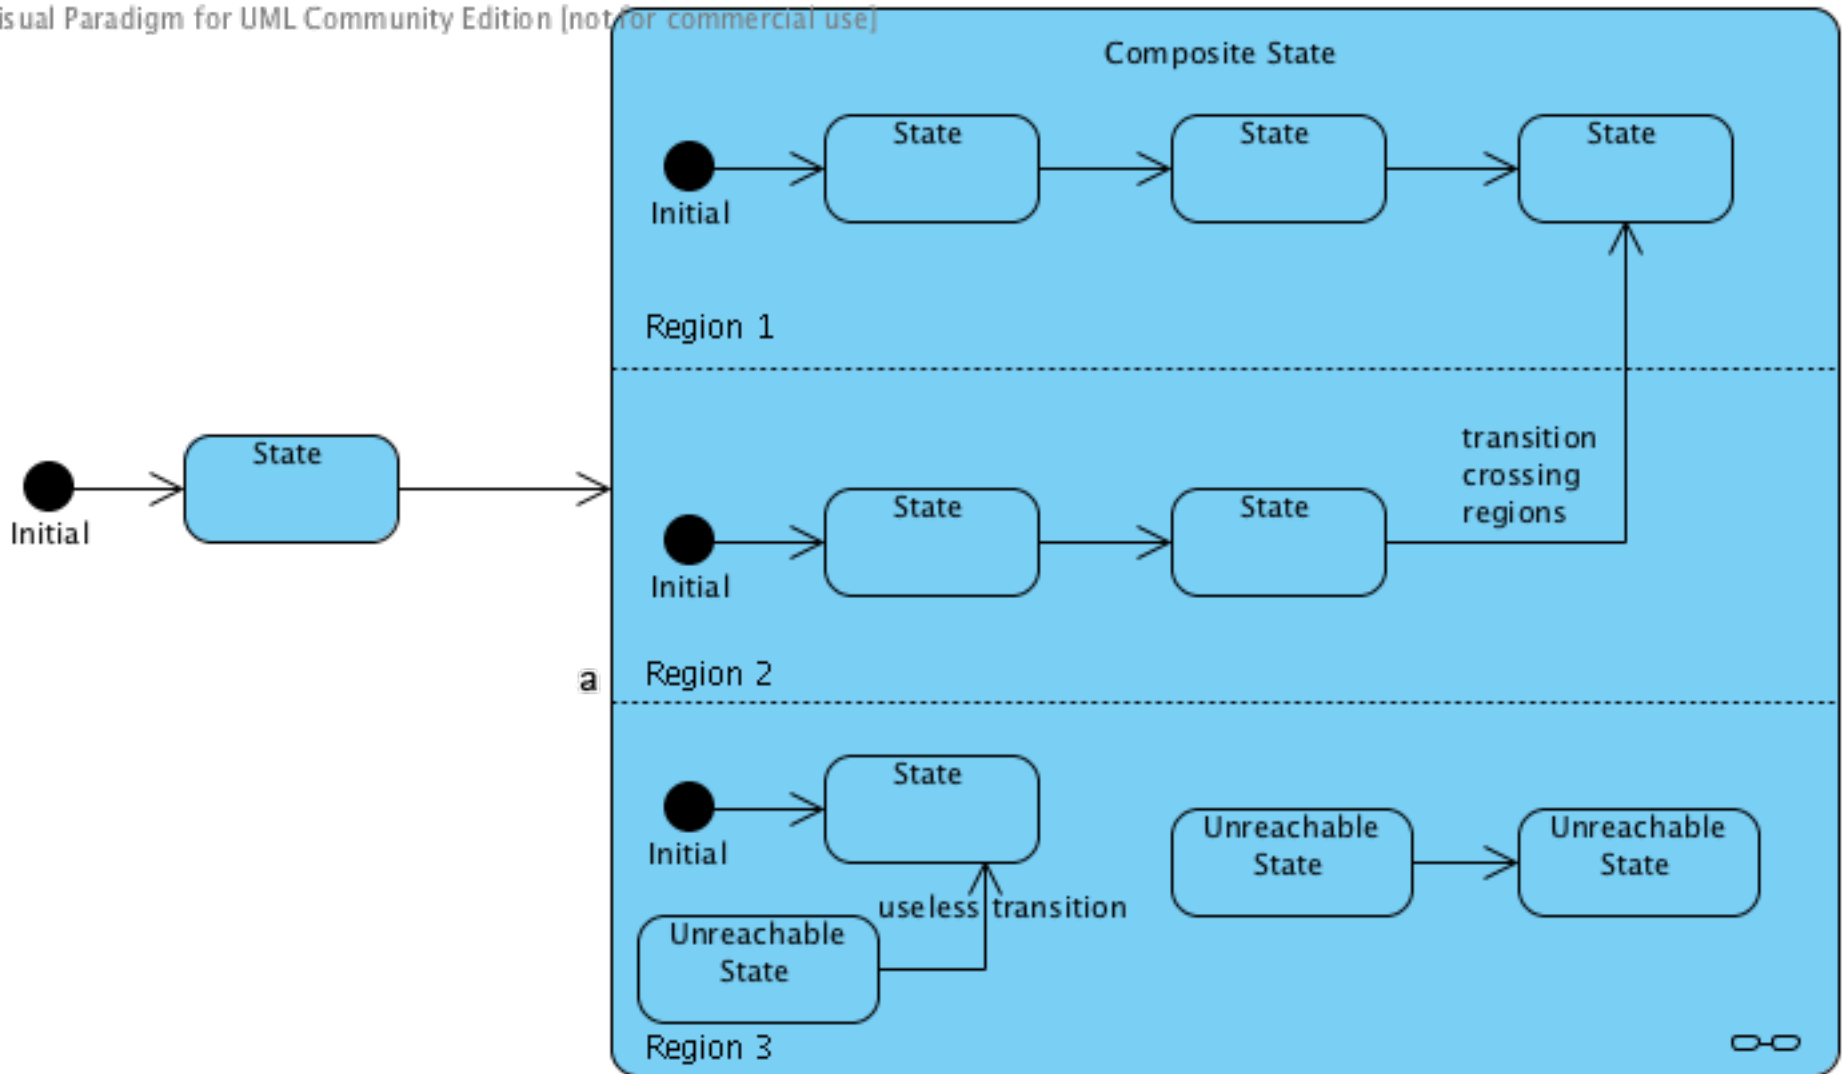 isual Paradigm for UML Community Edition [not for commercial use]
Composite State
State
State
State
Initial
Region 1
State
Initial
transition
crossing
regions
State
State
Initial
Region 2
a
State
Initial
Unreachable
State
Unreachable
State
useless transition
Unreachable
State
Region 3